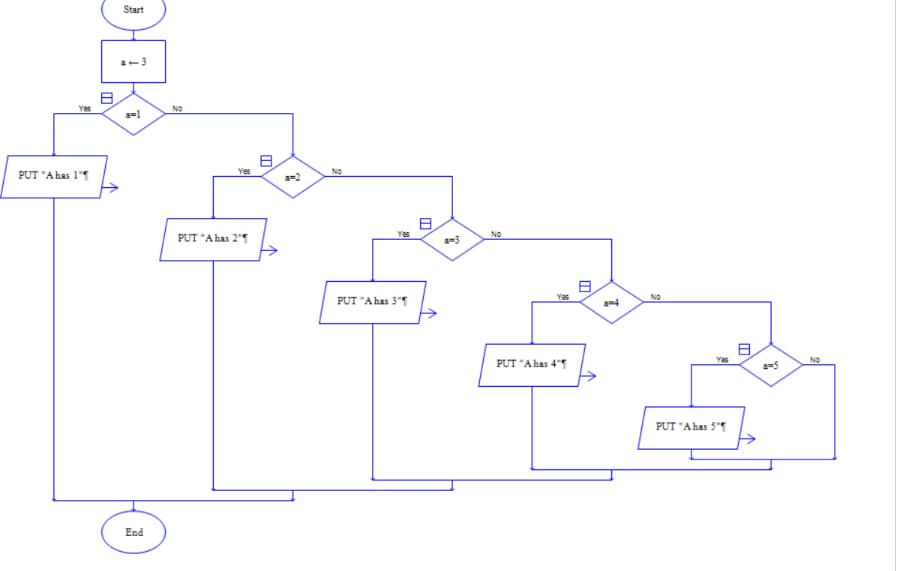 Start
a ← 3
Yes
a=1
No
PUT "A has 1"¶
Yes
a=2
No
PUT "A has 2"¶
Yes
a=3
No
PUT "A has 3"¶
Yes
a=4
No
PUT "A has 4"¶
Yes
a=5
No
PUT "A has 5"¶
End